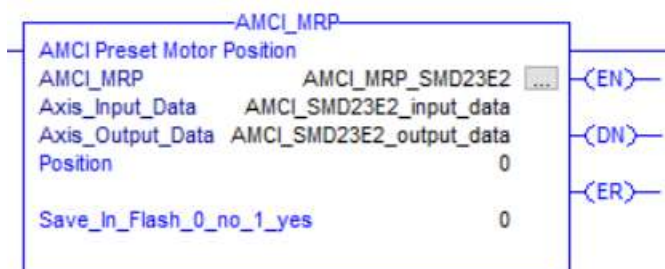 AMCI_MRP
AMCI Preset Motor Position
AMCI_MRP AMCI_MRP_SMD23E2 ...
(EN)
Axis_Input_Data AMCI_SMD23E2_input_data
Axis_Output_Data AMCI_SMD23E2_output_data
(DN)
Position 0
(ER)
Save_In_Flash_0_no_1_yes 0